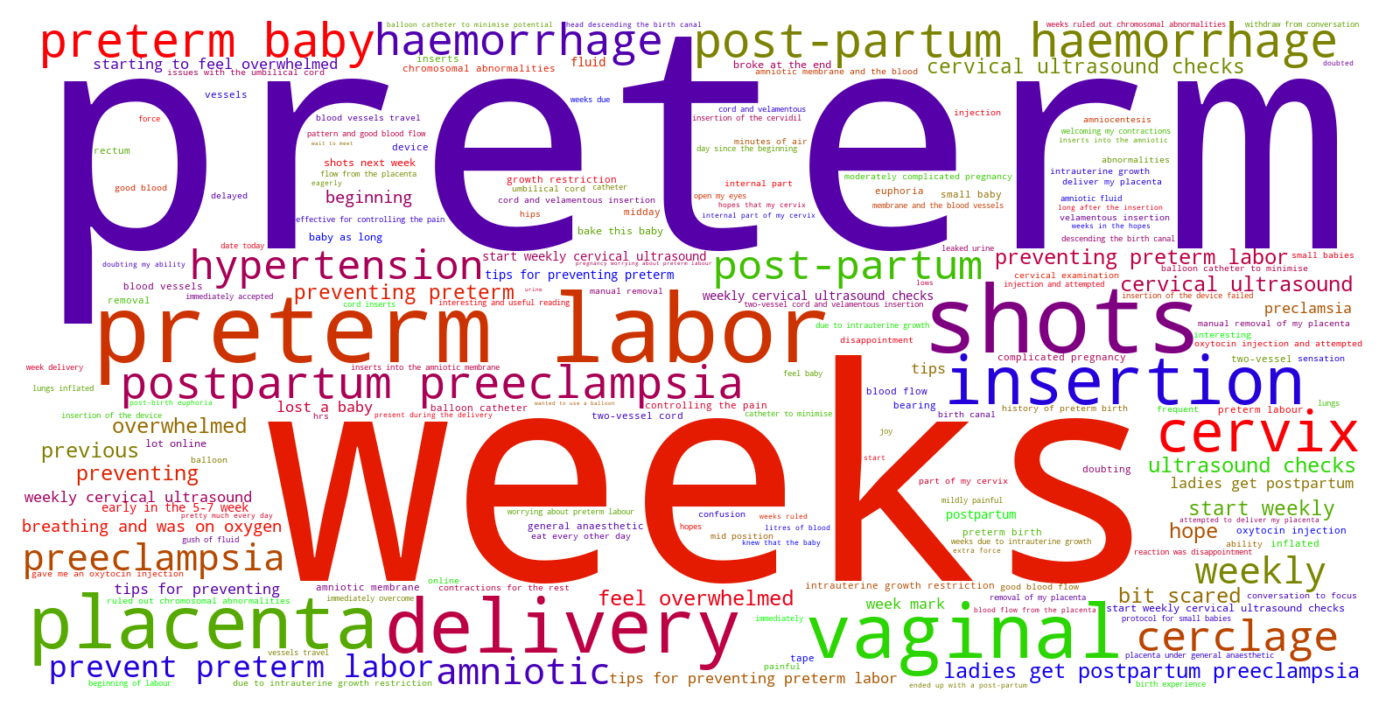 balloon catheter to minimise potential
head descending the birth canal
weeks ruled out chromosomal abnormalities
withdraw from conversation
preterm baby
haemorrhage
post-partum haemorrhage
starting to feel overwhelmed
inserts
fluid
broke at the end
cervical ultrasound checks
doubted
issues with the umbilical cord
chromosomal abnormalities
amniotic membrane and the blood
preterm
vessels
weeks due
cord and velamentous
injection
force
blood vessels travel
insertion of the cervidil
amniocentesis
pattern and good blood flow
welcoming my contractions
wait to meet
device
minutes of air
inserts into the amniotic
rectum
day since the beginning
shots next week
abnormalities
flow from the placenta
intrauterine growth
eagerly
growth restriction
internal part
moderately complicated pregnancy
deliver my placenta
good blood
umbilical cord
catheter
euphoria
small baby
delayed
beginning
cord and velamentous insertion
open my eyes
hopes that my cervix
membrane and the blood vessels
amniotic fluid
long after the insertion
hips
midday
internal part of my cervix
velamentous insertion
effective for controlling the pain
weeks in the hopes
baby as long
bake this baby
descending the birth canal
date today
leaked urine
doubting my ability
hypertension
start weekly cervical ultrasound
pregnancy worrying about preterm labour
post-partum
preventing preterm labor
small babies
immediately accepted
tips for preventing preterm
balloon catheter to minimise
blood vessels
urine
manual removal
lows
cervical examination
injection and attempted
cervical ultrasound
removal
preventing preterm
interesting and useful reading
weekly cervical ultrasound checks
insertion of the device failed
cord inserts
two-vessel cord and velamentous insertion
preclamsia
preterm labor
due to intrauterine growth
shots
manual removal of my placenta
interesting
disappointment
oxytocin injection and attempted
week delivery
inserts into the amniotic membrane
complicated pregnancy
two-vessel
sensation
lungs inflated
postpartum preeclampsia
feel baby
tips
insertion
blood flow
post-birth euphoria
lost a baby
balloon catheter
wanted to use a balloon
controlling the pain
bearing
history of preterm birth
insertion of the device
hrs
present during the delivery
two-vessel cord
catheter to minimise
birth canal
frequent
preterm labour
lungs
overwhelmed
weeks
joy
cervix
previous
lot online
balloon
start
doubting
ultrasound checks
preventing
part of my cervix
ladies get postpartum
weekly cervical ultrasound
mildly painful
early in the 5-7 week
worrying about preterm labour
confusion
weeks ruled
postpartum
start weekly
pretty much every day
attempted to deliver my placenta
breathing and was on oxygen
general anaesthetic
hopes
litres of blood
preterm birth
hope
oxytocin injection
gush of fluid
eat every other day
mid position
knew that the baby
weeks due to intrauterine growth
ability
inflated
preeclampsia
extra force
reaction was disappointment
gave me an oxytocin injection
online
weekly
tips for preventing
amniotic membrane
contractions for the rest
intrauterine growth restriction
good blood flow
removal of my placenta
bit scared
conversation to focus
ruled out chromosomal abnormalities
immediately overcome
feel overwhelmed
week mark
blood flow from the placenta
start weekly cervical ultrasound checks
placenta
delivery
immediately
vaginal
protocol for small babies
cerclage
vessels travel
tape
placenta under general anaesthetic
prevent preterm labor
amniotic
painful
ladies get postpartum preeclampsia
tips for preventing preterm labor
beginning of labour
due to intrauterine growth restriction
ended up with a post-partum
birth experience